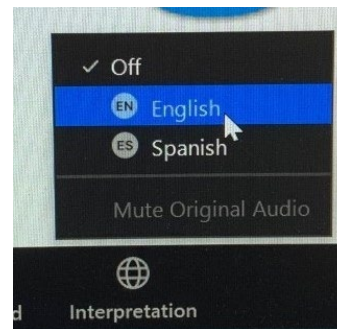 Off
EN English
ES Spanish
Mute Original Audio
d Interpretation